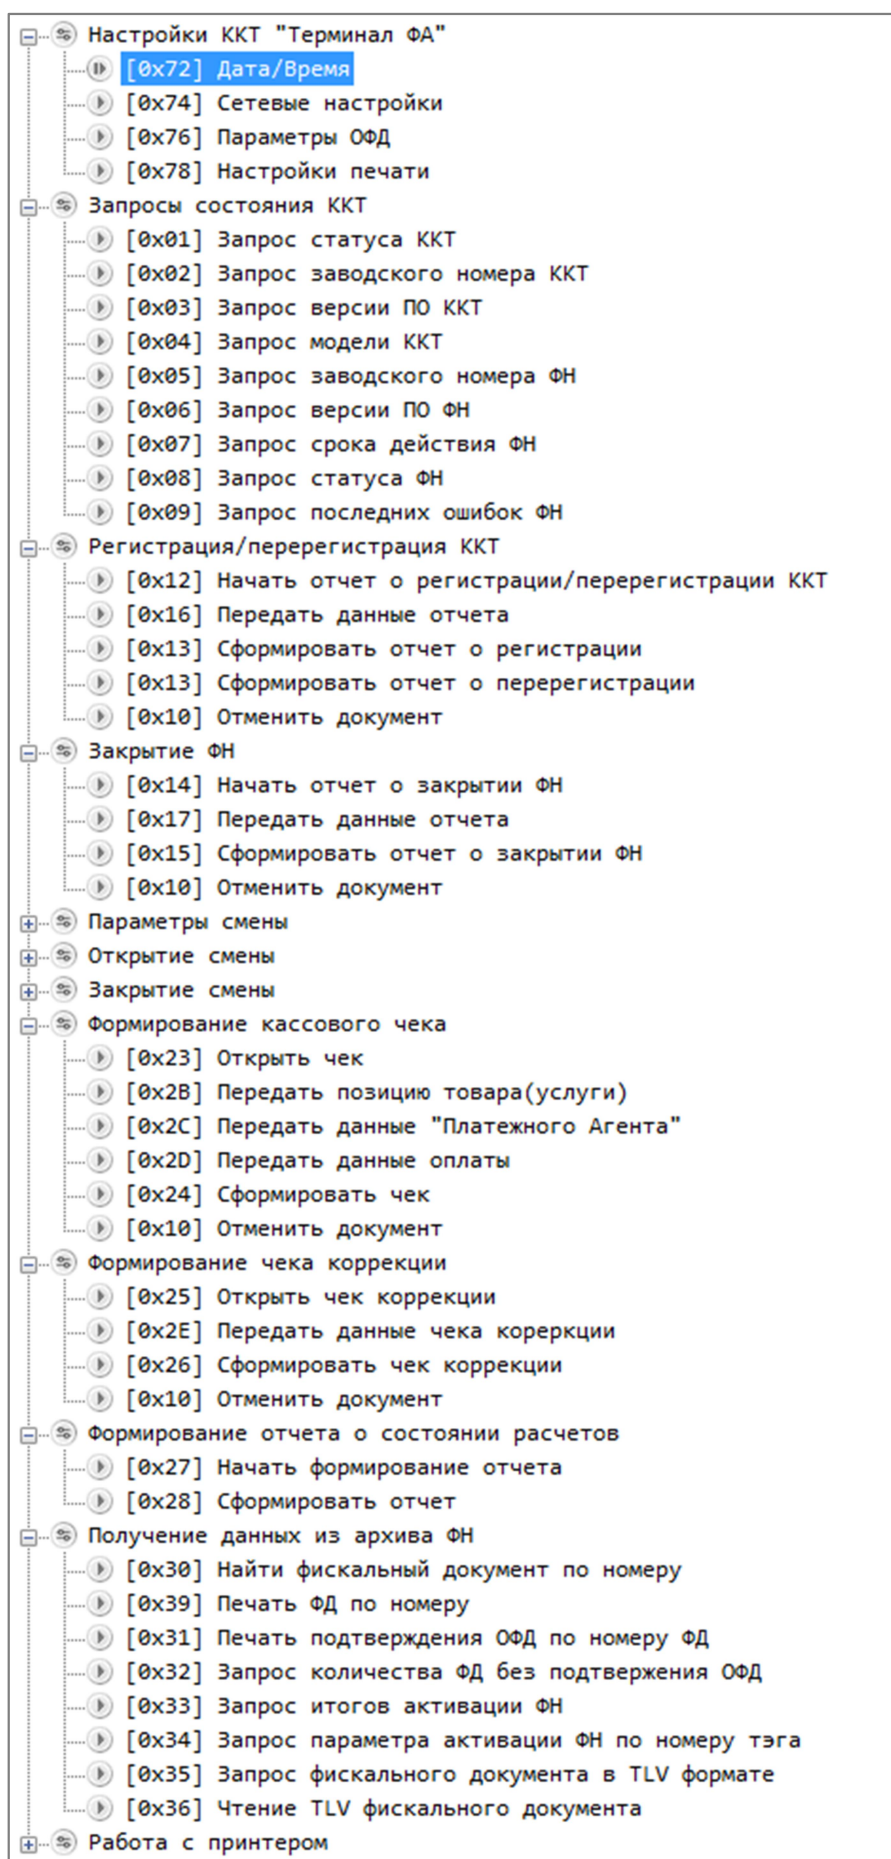 Настройки ККТ "Терминал ФА"
[0x72] Дата/Время
[0x74] Сетевые настройки
[0x76] Параметры ОФД
[0x78] Настройки печати
Запросы состояния ККТ
[0x01] Запрос статуса ККТ
[0x02] Запрос заводского номера ККТ
[0x03] Запрос версии ПО ККТ
[0x04] Запрос модели ККТ
[0x05] Запрос заводского номера ФН
[0x06] Запрос версии ПО ФН
[0x07] Запрос срока действия ФН
[0x08] Запрос статуса ФН
[0x09] Запрос последних ошибок ФН
Регистрация/перерегистрация ККТ
[0x12] Начать отчет о регистрации/перерегистрации ККТ
[0x16] Передать данные отчета
[0x13] Сформировать отчет о регистрации
[0x13] Сформировать отчет о перерегистрации
[0x10] Отменить документ
Закрытие ФН
[0x14] Начать отчет о закрытии ФН
[0x17] Передать данные отчета
[0x15] Сформировать отчет о закрытии ФН
[0x10] Отменить документ
Параметры смены
Открытие смены
Закрытие смены
Формирование кассового чека
[0x23] Открыть чек
[0x2B] Передать позицию товара(услуги)
[0x2C] Передать данные "Платежного Агента"
[0x2D] Передать данные оплаты
[0x24] Сформировать чек
[0x10] Отменить документ
Формирование чека коррекции
[0x25] Открыть чек коррекции
[0x2E] Передать данные чека кореркции
[0x26] Сформировать чек коррекции
[0x10] Отменить документ
Формирование отчета о состоянии расчетов
[0x27] Начать формирование отчета
[0x28] Сформировать отчет
Получение данных из архива ФН
[0x30] Найти фискальный документ по номеру
[0x39] Печать ФД по номеру
[0x31] Печать подтверждения ОФД по номеру ФД
[0x32] Запрос количества ФД без подтвержения ОФД
[0x33] Запрос итогов активации ФН
[0x34] Запрос параметра активации ФН по номеру тэга
[0x35] Запрос фискального документа в TLV формате
[0x36] Чтение TLV фискального документа
Работа с принтером